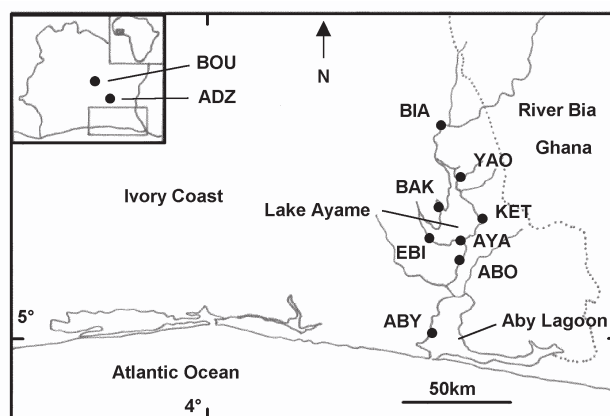 BOU
ADZ
N
BIA
River Bia
Ghana
YAO
BAK
Ivory Coast
Lake Ayame
KET
EBI
AYA
ABO
5°
ABY
Aby Lagoon
Atlantic Ocean
50km
4°